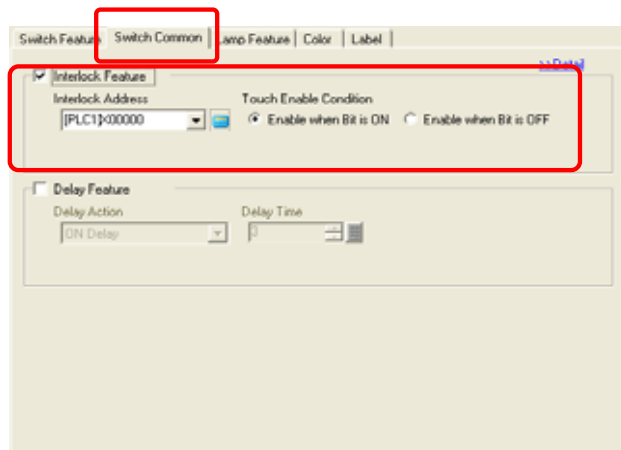 Switch Feature Switch Common Lamp Feature Color Label
>>Detail
Interlock Feature
Interlock Address Touch Enable Condition
[PLC1]X00000 Enable when Bit is ON Enable when Bit is OFF
Delay Feature
Delay Action Delay Time
ON Delay 0